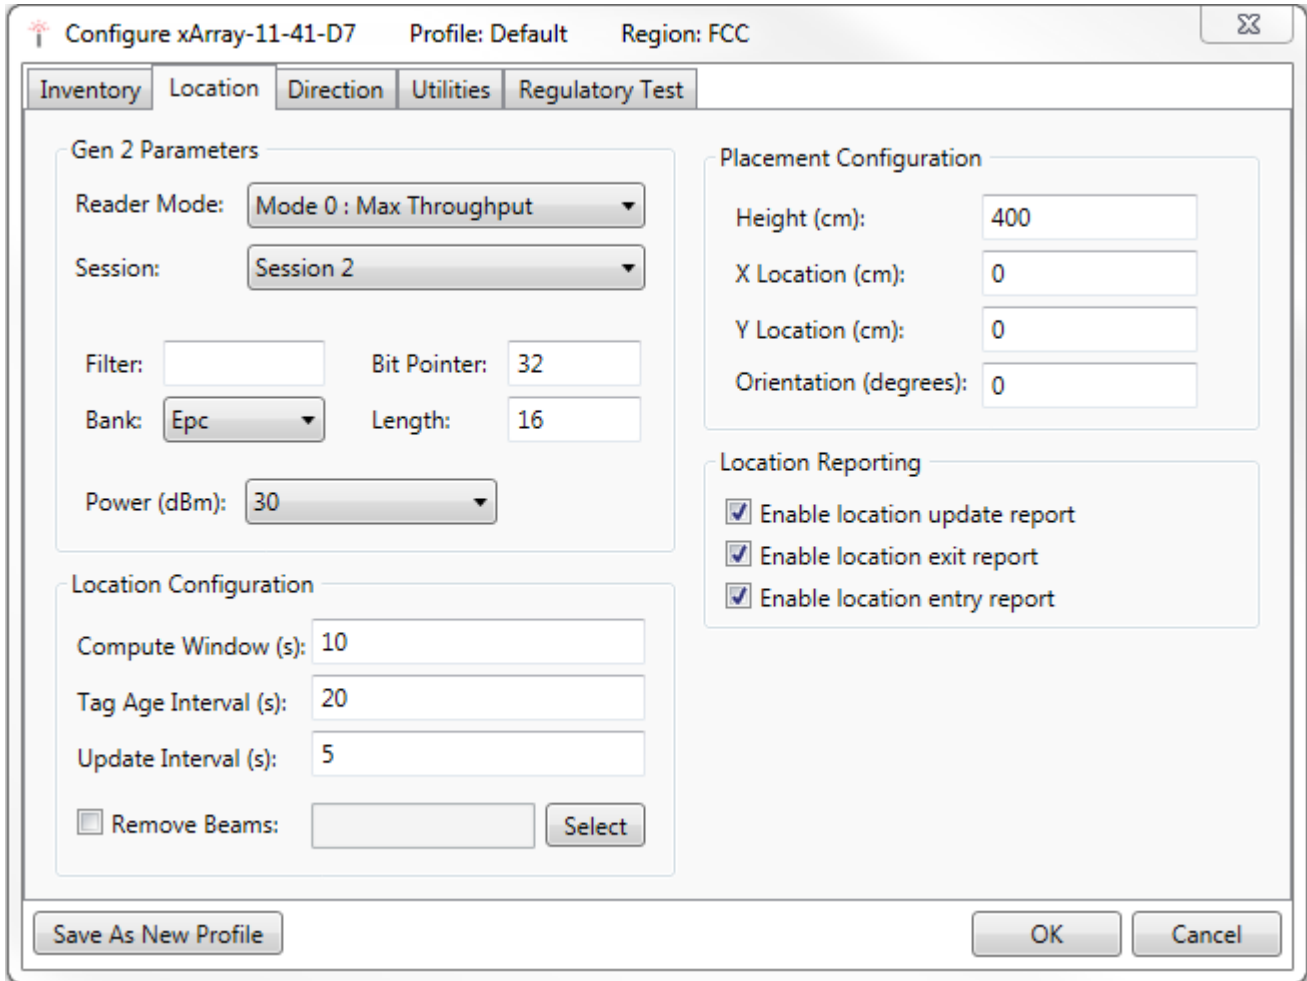 Configure xArray-11-41-D7 Profile: Default Region: FCC
Inventory Location Direction Utilities Regulatory Test
Gen 2 Parameters
Reader Mode: Mode 0 : Max Throughput
Session: Session 2
Filter: Bit Pointer: 32
Bank: Epc Length: 16
Power (dBm): 30
Location Configuration
Compute Window (s): 10
Tag Age Interval (s): 20
Update Interval (s): 5
Remove Beams: Select
Placement Configuration
Height (cm): 400
X Location (cm): 0
Y Location (cm): 0
Orientation (degrees): 0
Location Reporting
Enable location update report
Enable location exit report
Enable location entry report
Save As New Profile OK Cancel